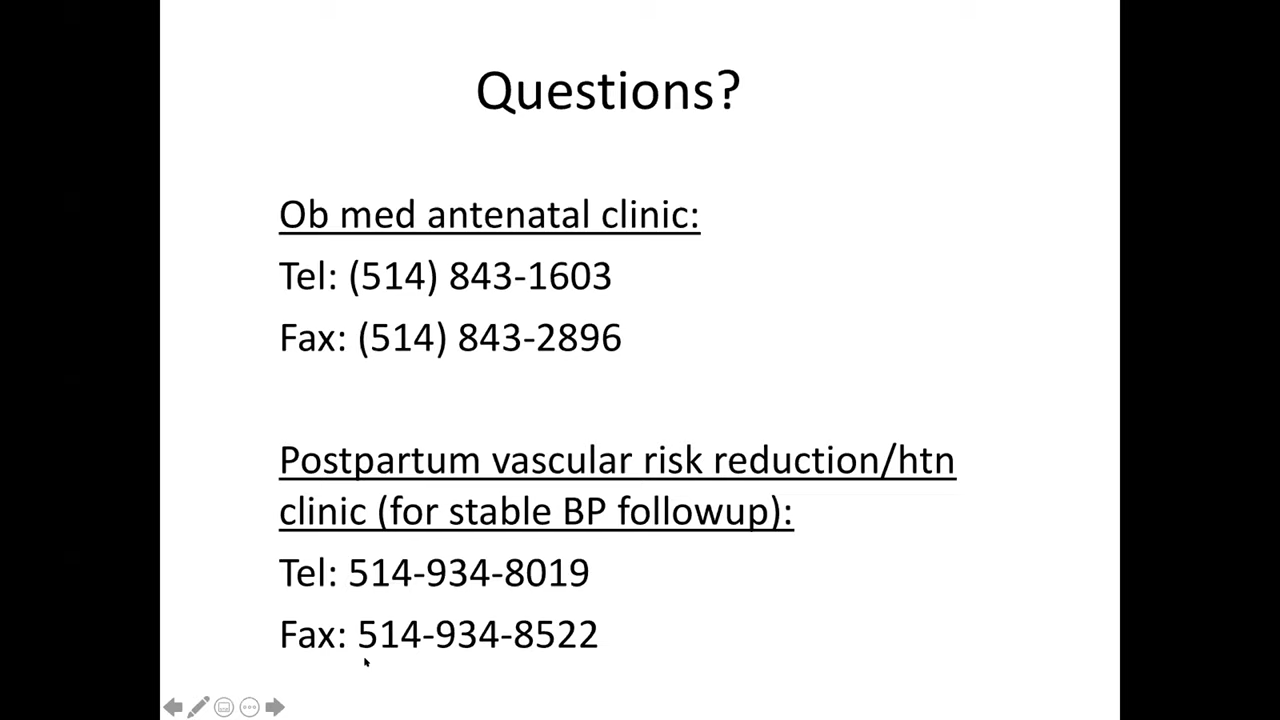 Questions?
Ob med antenatal clinic:
Tel: (514) 843-1603
Fax: (514) 843-2896
Postpartum vascular risk reduction/htn
clinic (for stable BP followup):
Tel: 514-934-8019
Fax: 514-934-8522